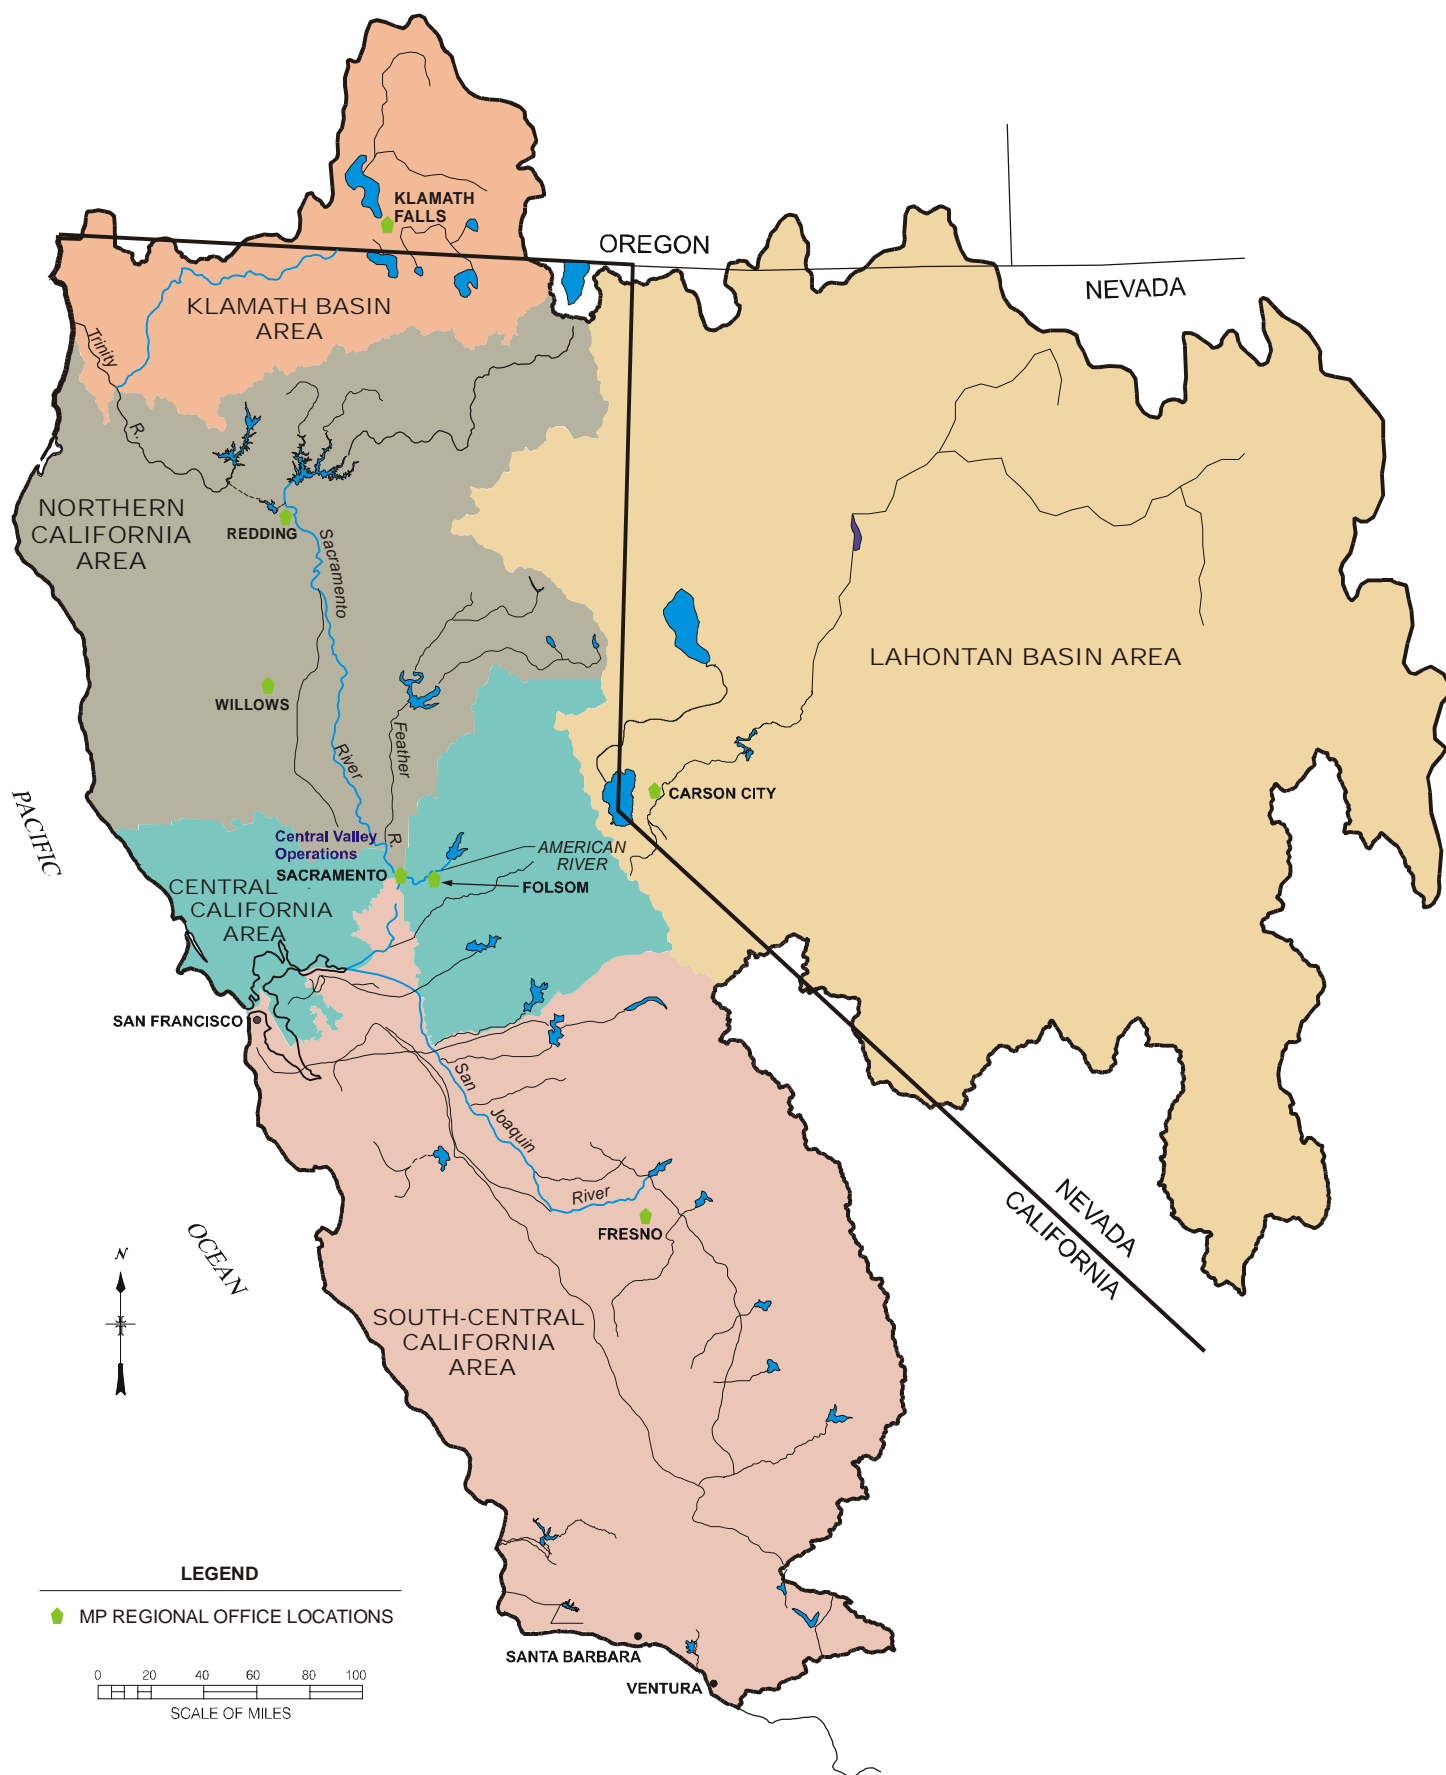 KLAMATH
FALLS
OREGON
NEVADA
KLAMATH BASIN
AREA
Trinity
R.
NORTHERN
CALIFORNIA
AREA
REDDING
Sacramento
River
LAHONTAN BASIN AREA
WILLOWS
Feather
R.
CARSON CITY
PACIFIC
Central Valley
Operations
SACRAMENTO
AMERICAN
RIVER
FOLSOM
CENTRAL
CALIFORNIA
AREA
SAN FRANCISCO
San
Joaquin
River
FRESNO
NEVADA
CALIFORNIA
OCEAN
N
SOUTH-CENTRAL
CALIFORNIA
AREA
LEGEND
MP REGIONAL OFFICE LOCATIONS
0 20 40 60 80 100
SCALE OF MILES
SANTA BARBARA
VENTURA